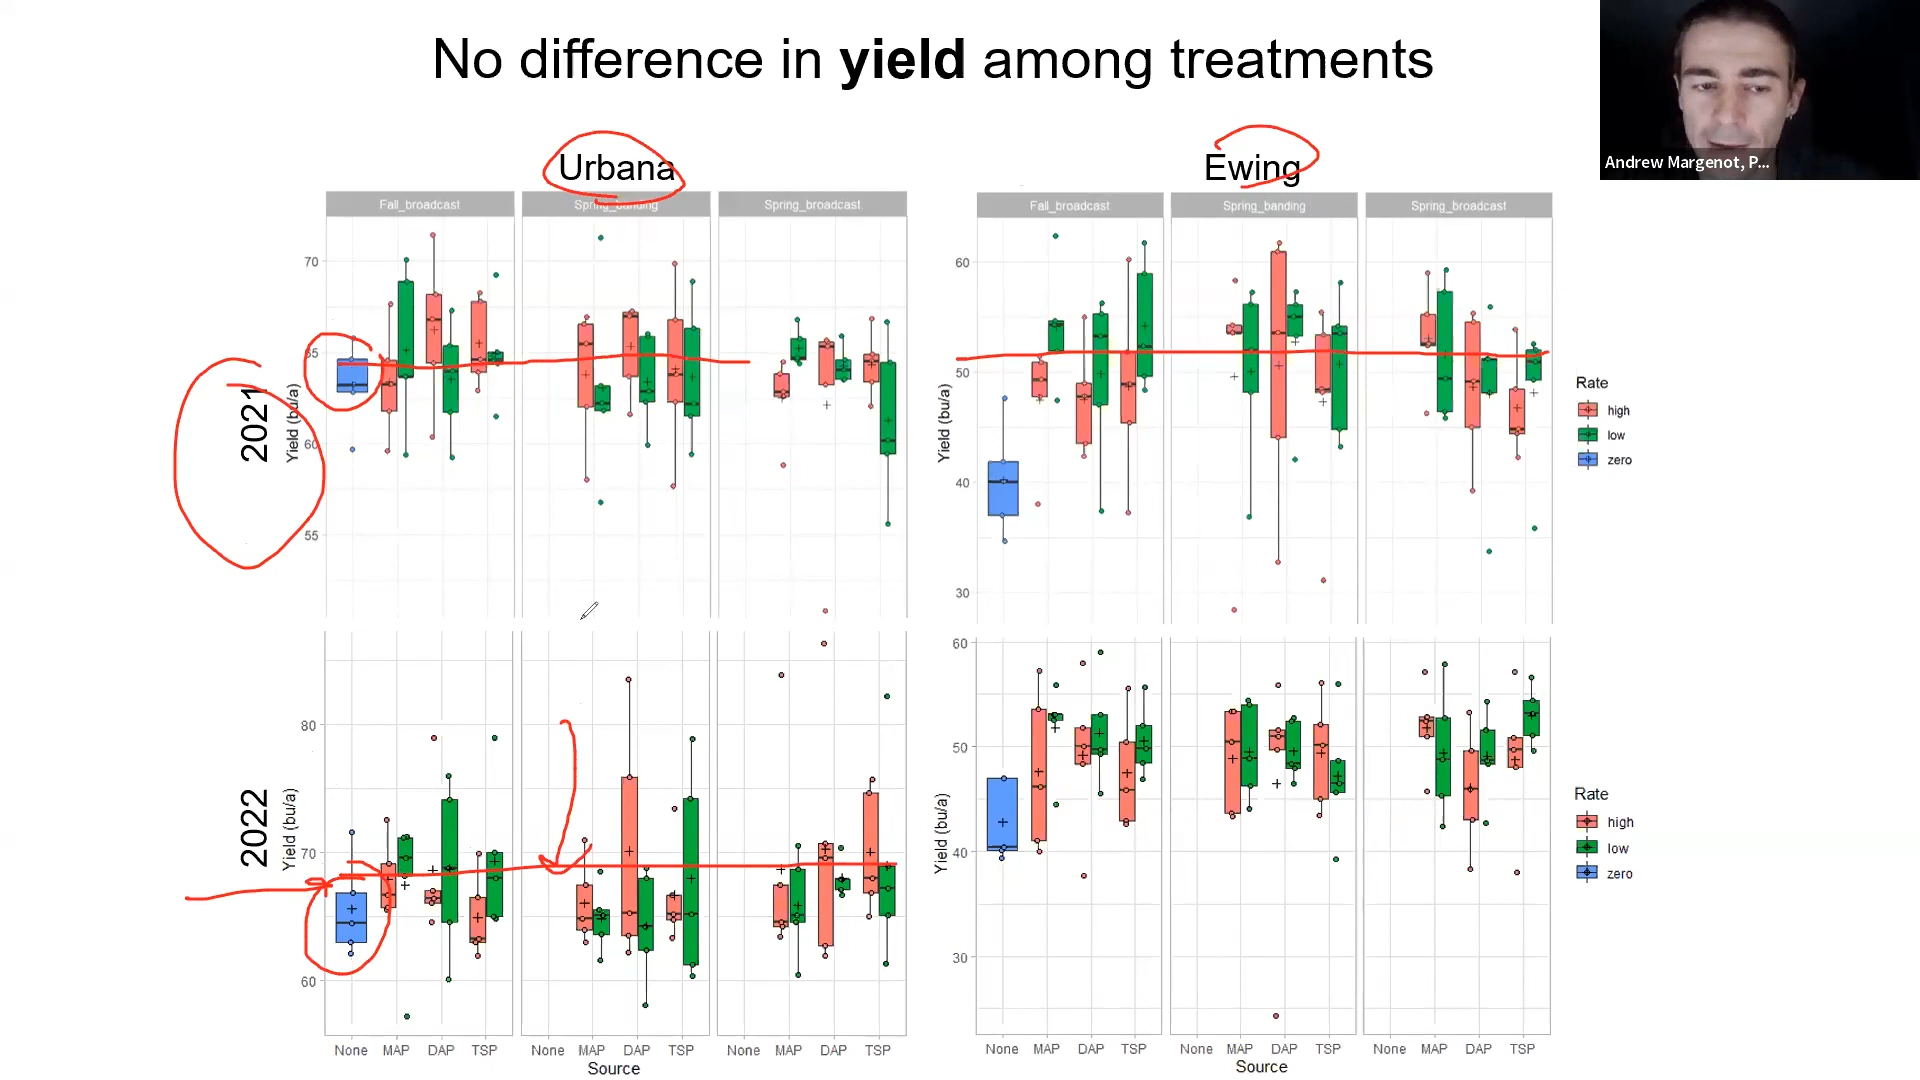 No difference in yield among treatments
Andrew Margenot, P...
Urbana
Ewing
Fall_broadcast
Spring_banding
Spring_broadcast
Fall_broadcast
Spring_banding
Spring_broadcast
2021
Yield (bu/a)
70
65
60
55
Yield (bu/a)
60
50
40
30
Rate
high
low
zero
2022
Yield (bu/a)
80
70
60
Yield (bu/a)
60
50
40
30
Rate
high
low
zero
None MAP DAP TSP
None MAP DAP TSP
None MAP DAP TSP
Source
None MAP DAP TSP
None MAP DAP TSP
None MAP DAP TSP
Source